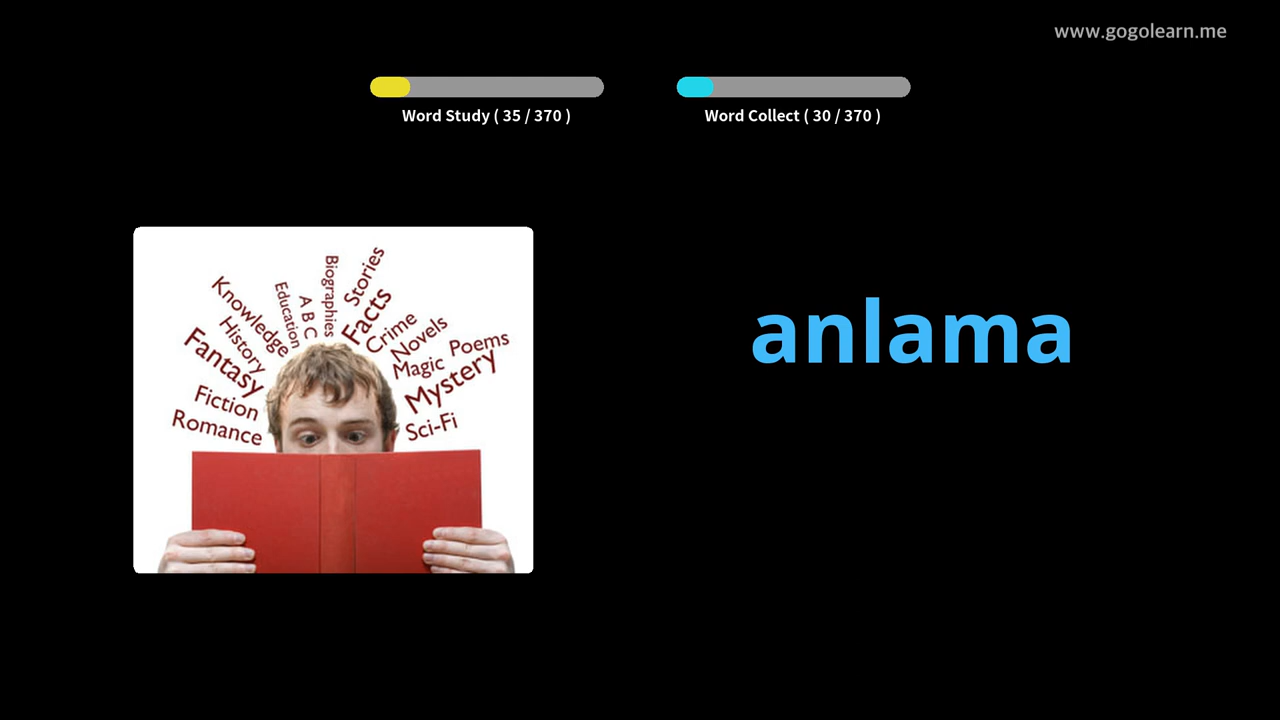 www.gogolearn.me
Word Study ( 35 / 370 )
Word Collect ( 30 / 370 )
anlama
Biographies
Stories
Education
A B C
Facts
Knowledge
Crime
History
Novels
Poems
Fantasy
Magic
Mystery
Fiction
Romance
Sci-Fi